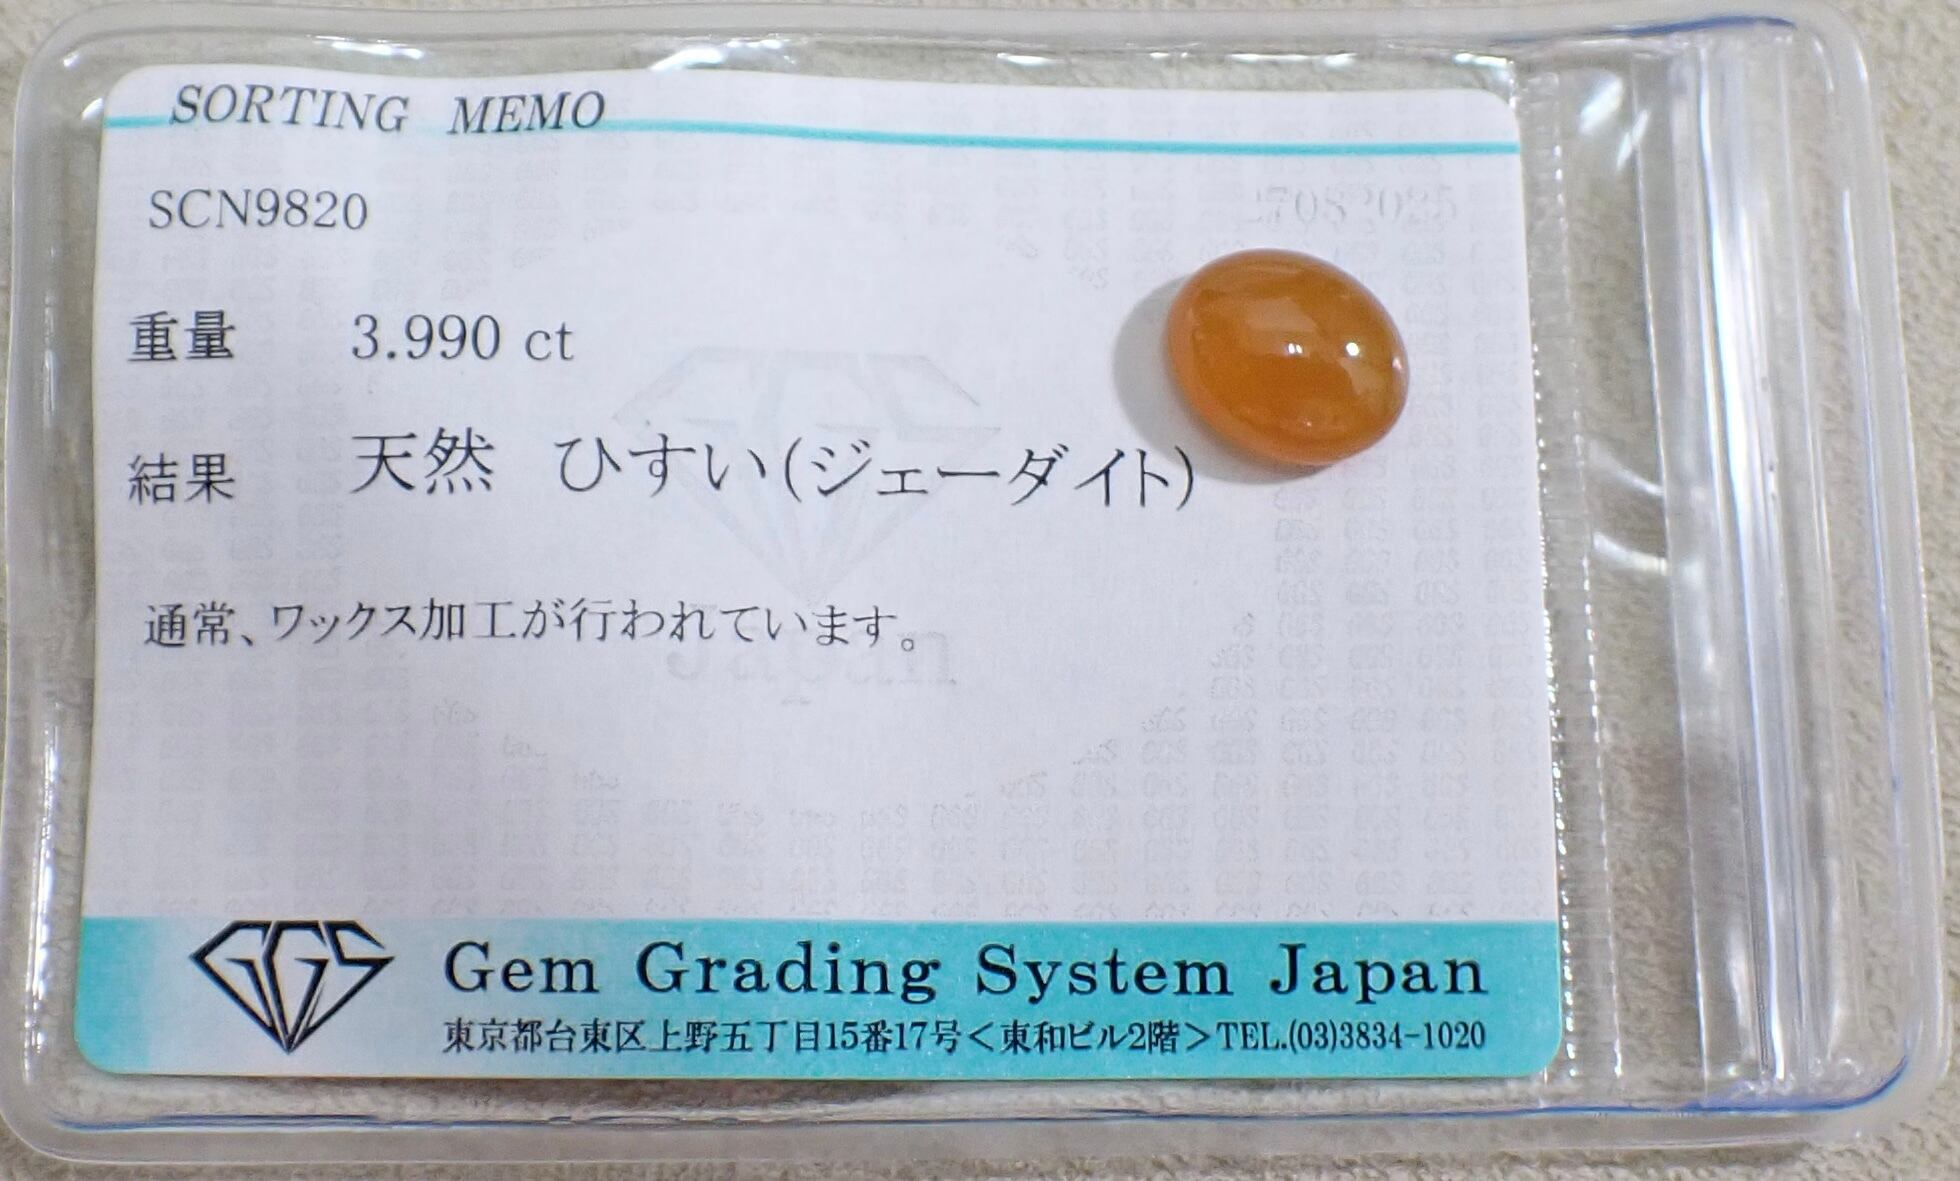 SORTING MEMO
SCN9820
重量 3.990 ct
結果 天然 ひすい(ジェーダイト)
通常、ワックス加工が行われています。
GGS
Gem Grading System Japan
東京都台東区上野五丁目15番17号<東和ビル2階>TEL.(03)3834-1020